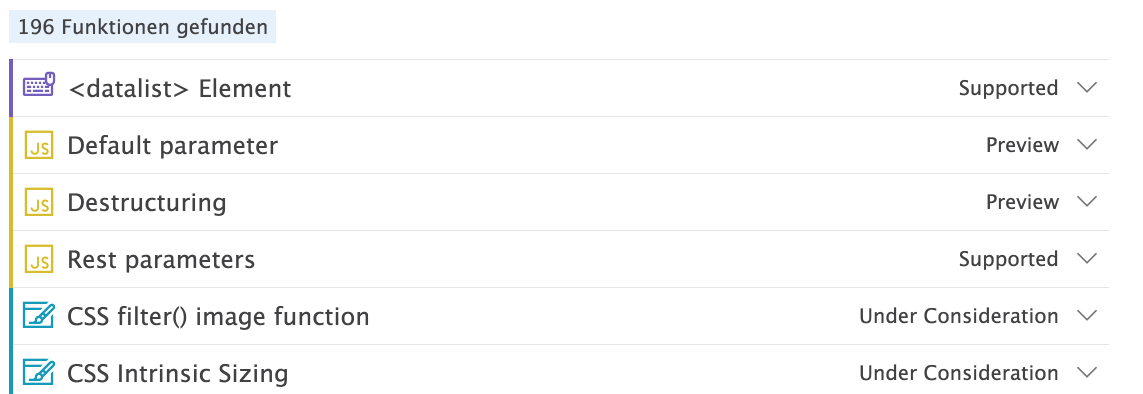 196 Funktionen gefunden
<datalist> Element Supported
JS Default parameter Preview
JS Destructuring Preview
JS Rest parameters Supported
CSS filter() image function Under Consideration
CSS Intrinsic Sizing Under Consideration